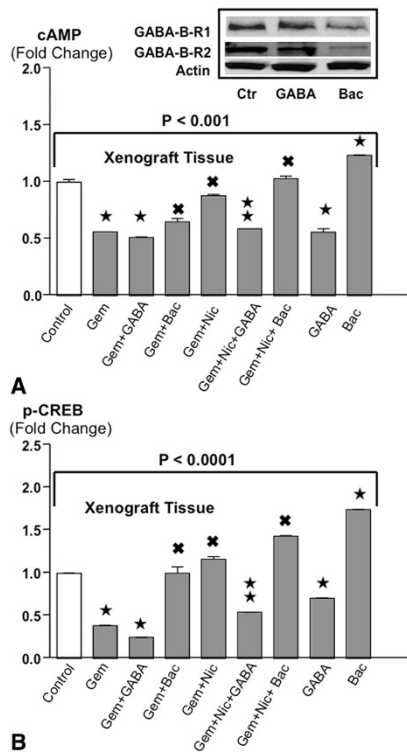 cAMP
(Fold Change)
GABA-B-R1
GABA-B-R2
Actin
Ctr GABA Bac
2.0
1.5
1.0
0.5
0.0
P < 0.001
Xenograft Tissue
Control
Gem
Gem+GABA
Gem+Bac
Gem+Nic
Gem+Nic+GABA
Gem+Nic+ Bac
GABA
Bac
A
p-CREB
(Fold Change)
2.5
2.0
1.5
1.0
0.5
0.0
P < 0.0001
Xenograft Tissue
Control
Gem
Gem+GABA
Gem+Bac
Gem+Nic
Gem+Nic+GABA
Gem+Nic+ Bac
GABA
Bac
B